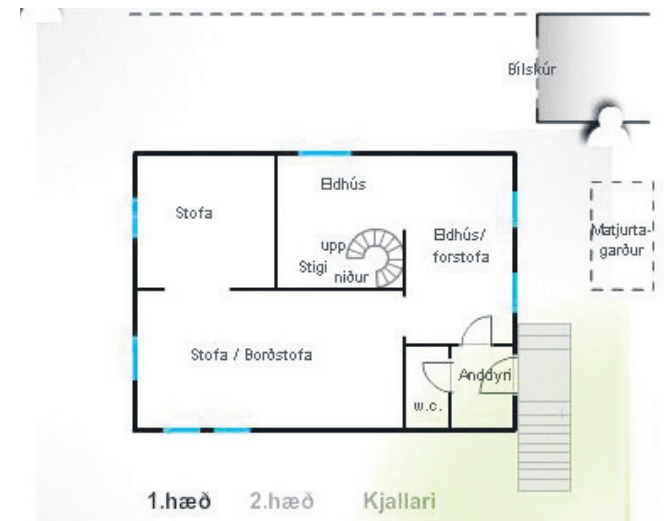 Bílskúr
Eldhús
Stofa
Matjurta-
garður
Eldhús/
forstofa
upp
Stigi
niður
Stofa / Borðstofa
Anddyri
w.c.
1.hæð 2.hæð Kjallari